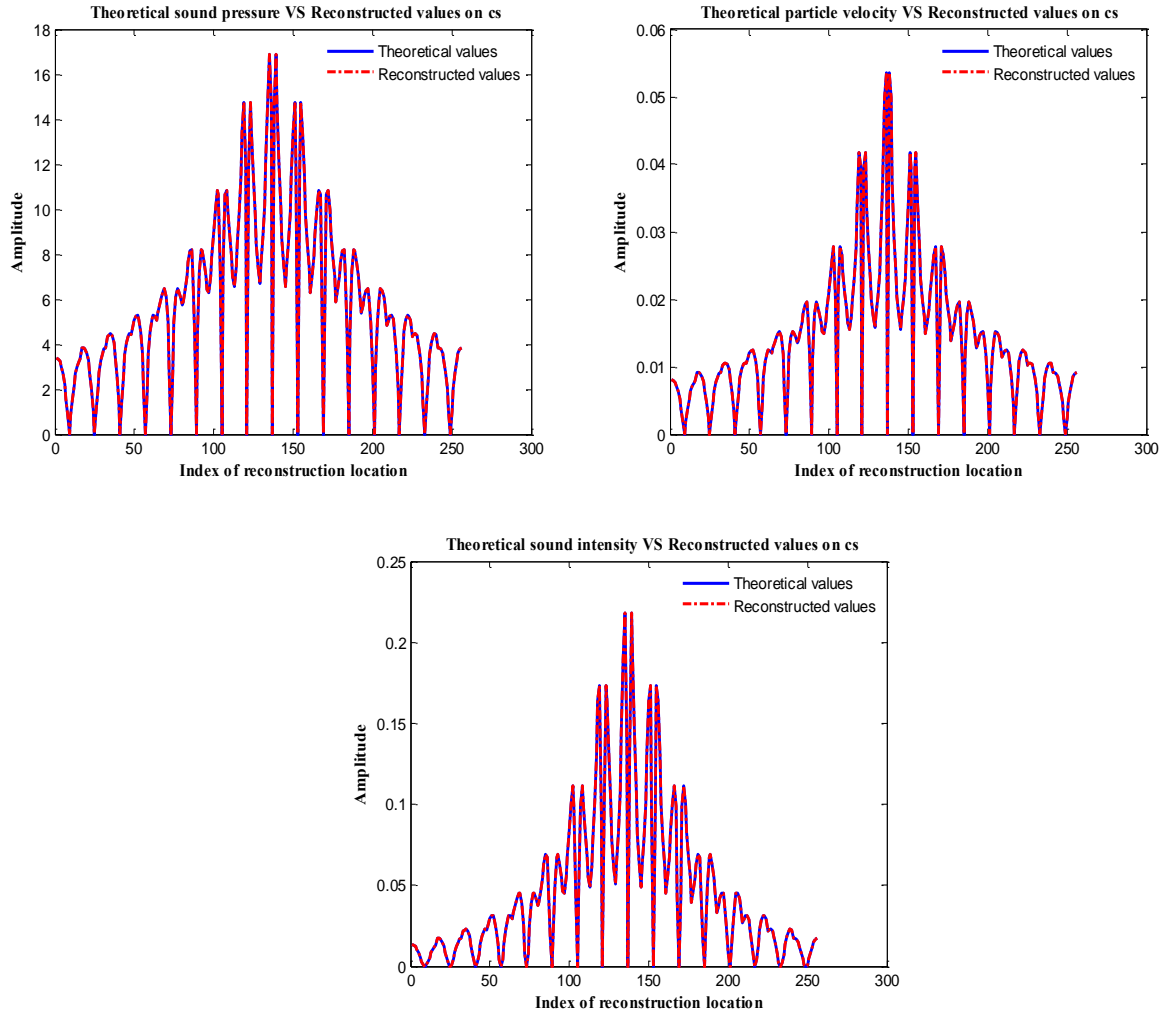 Theoretical sound pressure VS Reconstructed values on cs
18
16
14
12
10
8
6
4
2
0
Amplitude
Theoretical values
Reconstructed values
0 50 100 150 200 250 300
Index of reconstruction location
Theoretical particle velocity VS Reconstructed values on cs
0.06
0.05
0.04
0.03
0.02
0.01
0
Amplitude
Theoretical values
Reconstructed values
0 50 100 150 200 250 300
Index of reconstruction location
Theoretical sound intensity VS Reconstructed values on cs
0.25
0.2
0.15
0.1
0.05
0
Amplitude
Theoretical values
Reconstructed values
0 50 100 150 200 250 300
Index of reconstruction location